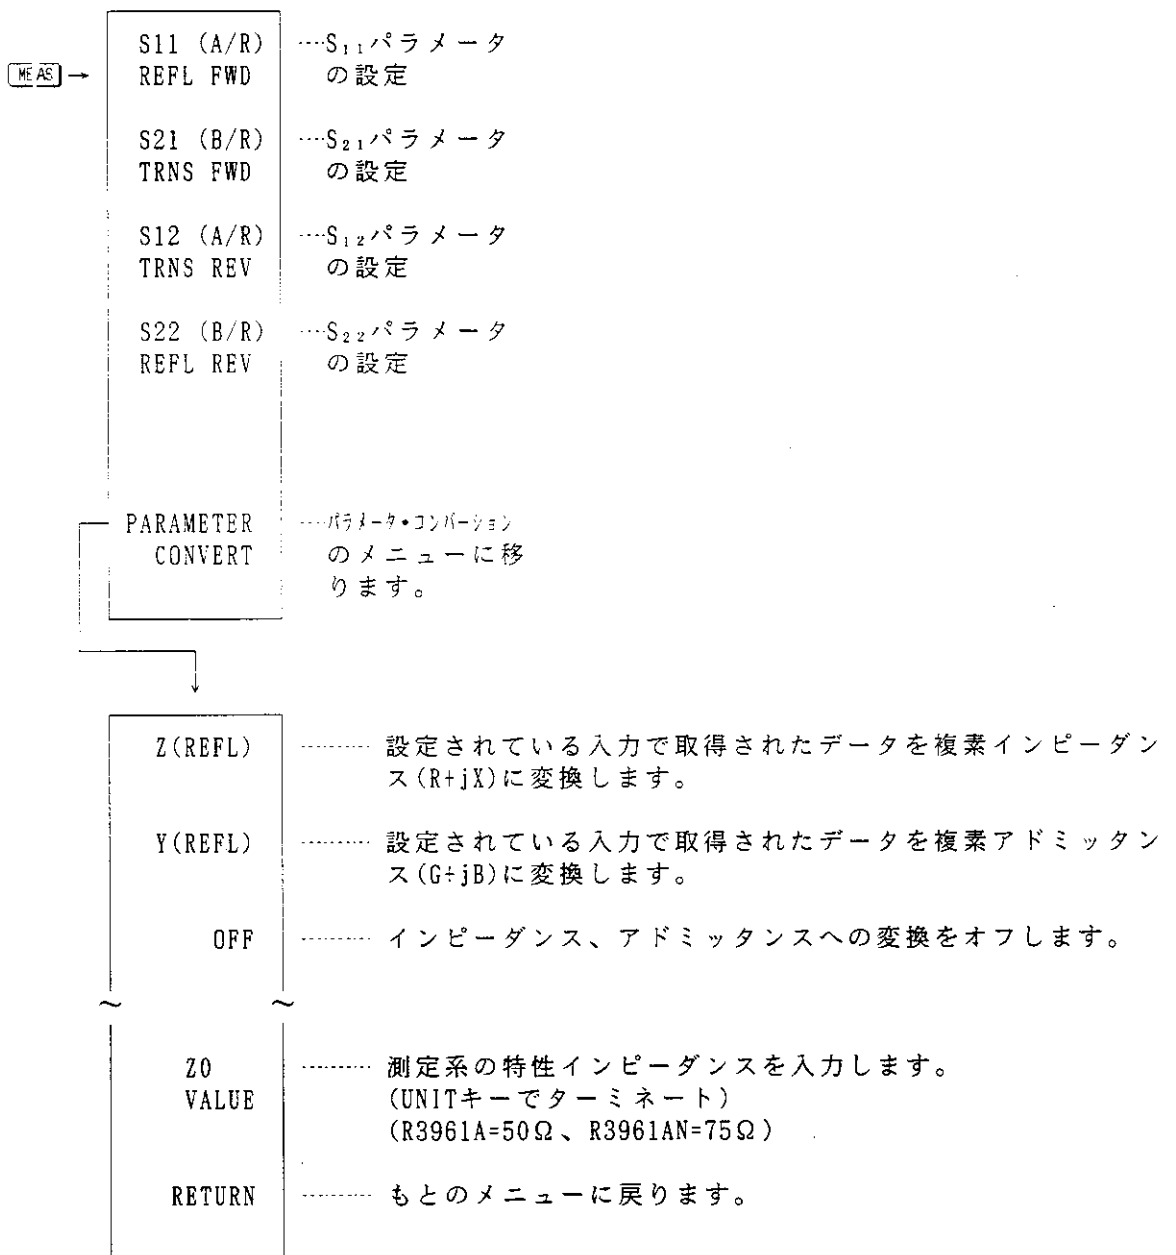 S11 (A/R) …S₁₁パラメータ
MEAS → REFL FWD の設定
S21 (B/R) …S₂₁パラメータ
TRNS FWD の設定
S12 (A/R) …S₁₂パラメータ
TRNS REV の設定
S22 (B/R) …S₂₂パラメータ
REFL REV の設定
PARAMETER …パラメータ・コンバーション
CONVERT のメニューに移
ります。
Z(REFL) ……… 設定されている入力で取得されたデータを複素インピーダン
ス(R+jX)に変換します。
Y(REFL) ……… 設定されている入力で取得されたデータを複素アドミッタン
ス(G+jB)に変換します。
OFF ……… インピーダンス、アドミッタンスへの変換をオフします。
Z0 ……… 測定系の特性インピーダンスを入力します。
VALUE (UNITキーでターミネート)
(R3961A=50Ω、R3961AN=75Ω)
RETURN ……… もとのメニューに戻ります。